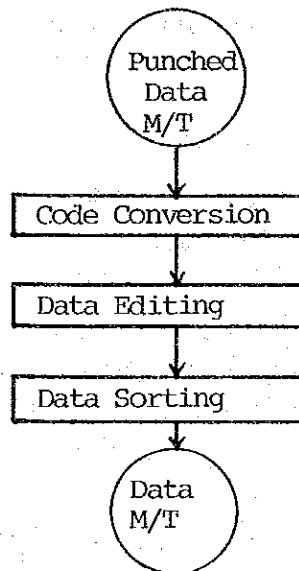 Punched
Data
M/T
Code Conversion
Data Editing
Data Sorting
Data
M/T